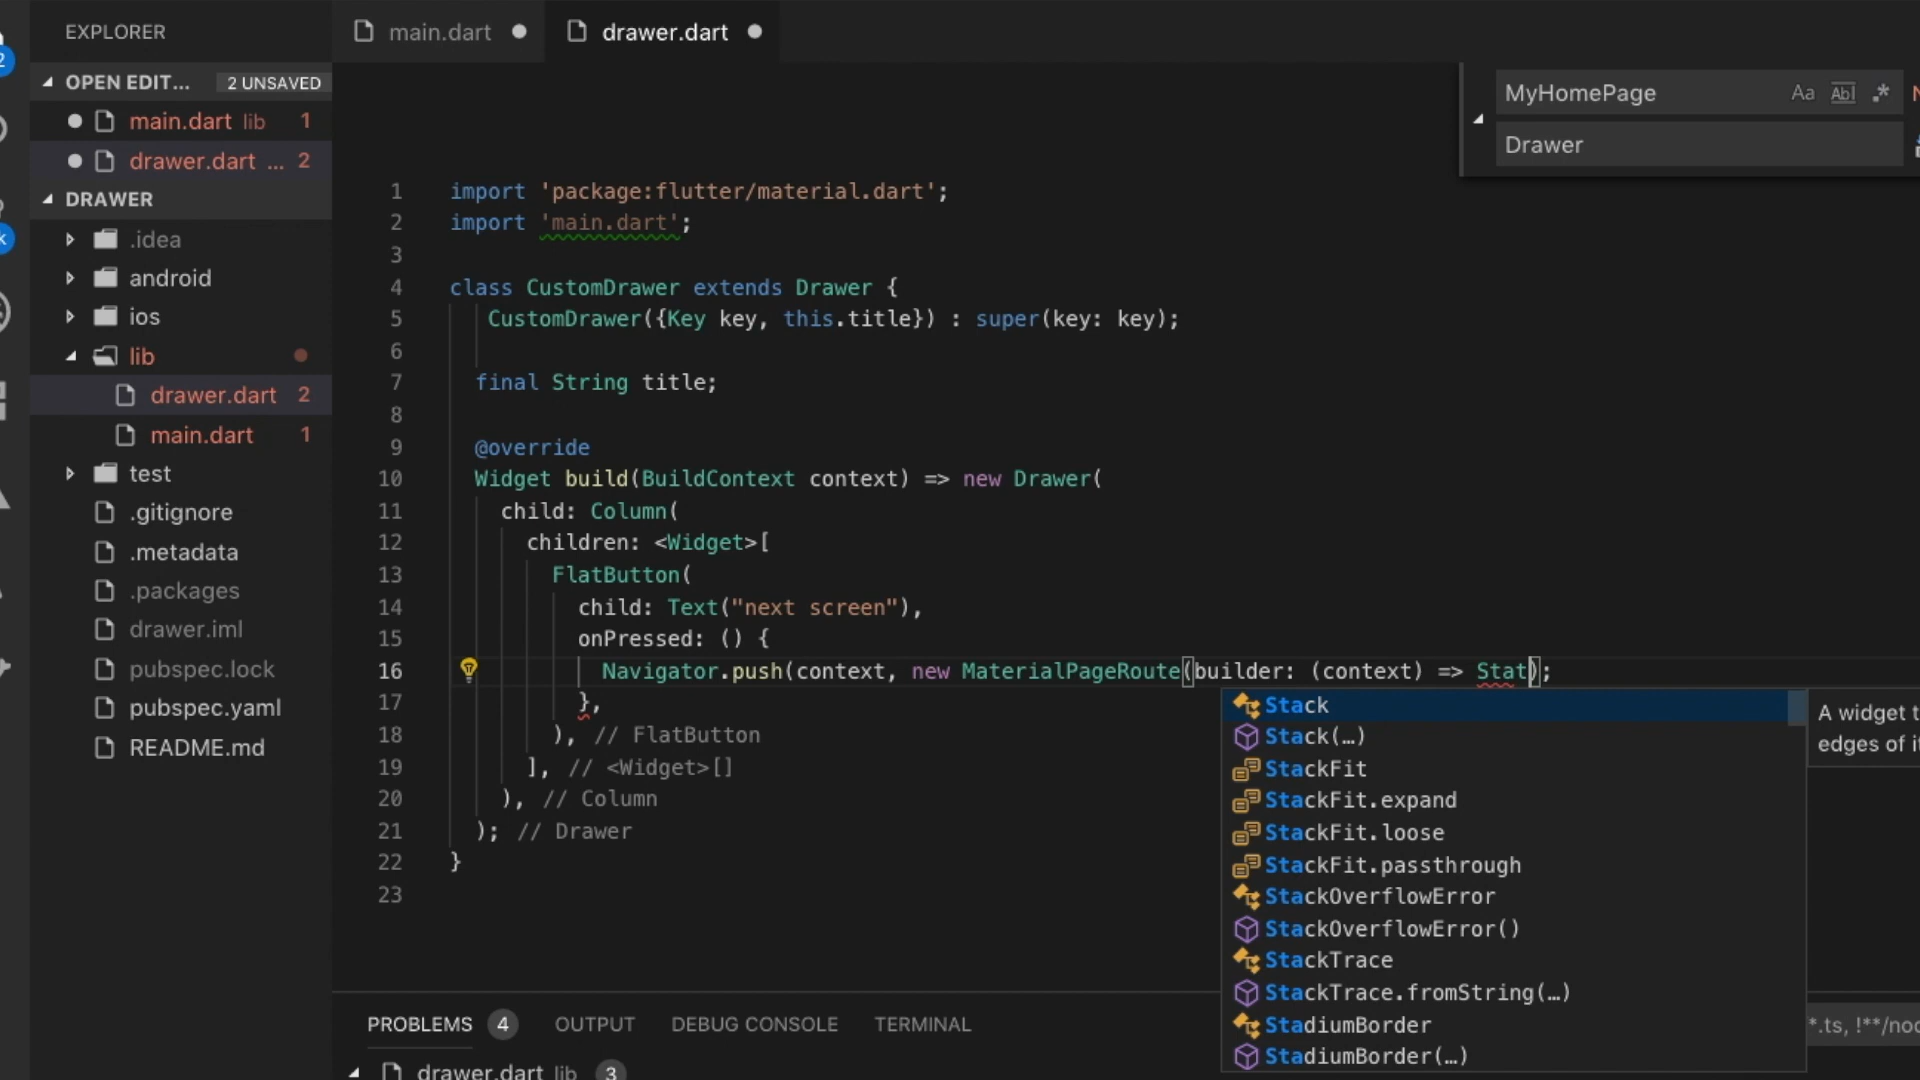 EXPLORER
OPEN EDIT...
2 UNSAVED
main.dart lib 1
drawer.dart ... 2
DRAWER
.idea
android
ios
lib
drawer.dart 2
main.dart 1
test
.gitignore
.metadata
.packages
drawer.iml
pubspec.lock
pubspec.yaml
README.md
main.dart
drawer.dart
MyHomePage
Aa Abl .*
Drawer
1 import 'package:flutter/material.dart';
2 import 'main.dart';
3
4 class CustomDrawer extends Drawer {
5 CustomDrawer({Key key, this.title}) : super(key: key);
6
7 final String title;
8
9 @override
10 Widget build(BuildContext context) => new Drawer(
11 child: Column(
12 children: <Widget>[
13 FlatButton(
14 child: Text("next screen"),
15 onPressed: () {
16 Navigator.push(context, new MaterialPageRoute(builder: (context) => Stat);
17 },
18 ), // FlatButton
19 ], // <Widget>[]
20 ), // Column
21 ); // Drawer
22 }
23
Stack
Stack(…)
StackFit
StackFit.expand
StackFit.loose
StackFit.passthrough
StackOverflowError
StackOverflowError()
StackTrace
StackTrace.fromString(…)
StadiumBorder
StadiumBorder(…)
A widget t
edges of i
PROBLEMS 4 OUTPUT DEBUG CONSOLE TERMINAL
*.ts, !**/noc
drawer.dart lib 3